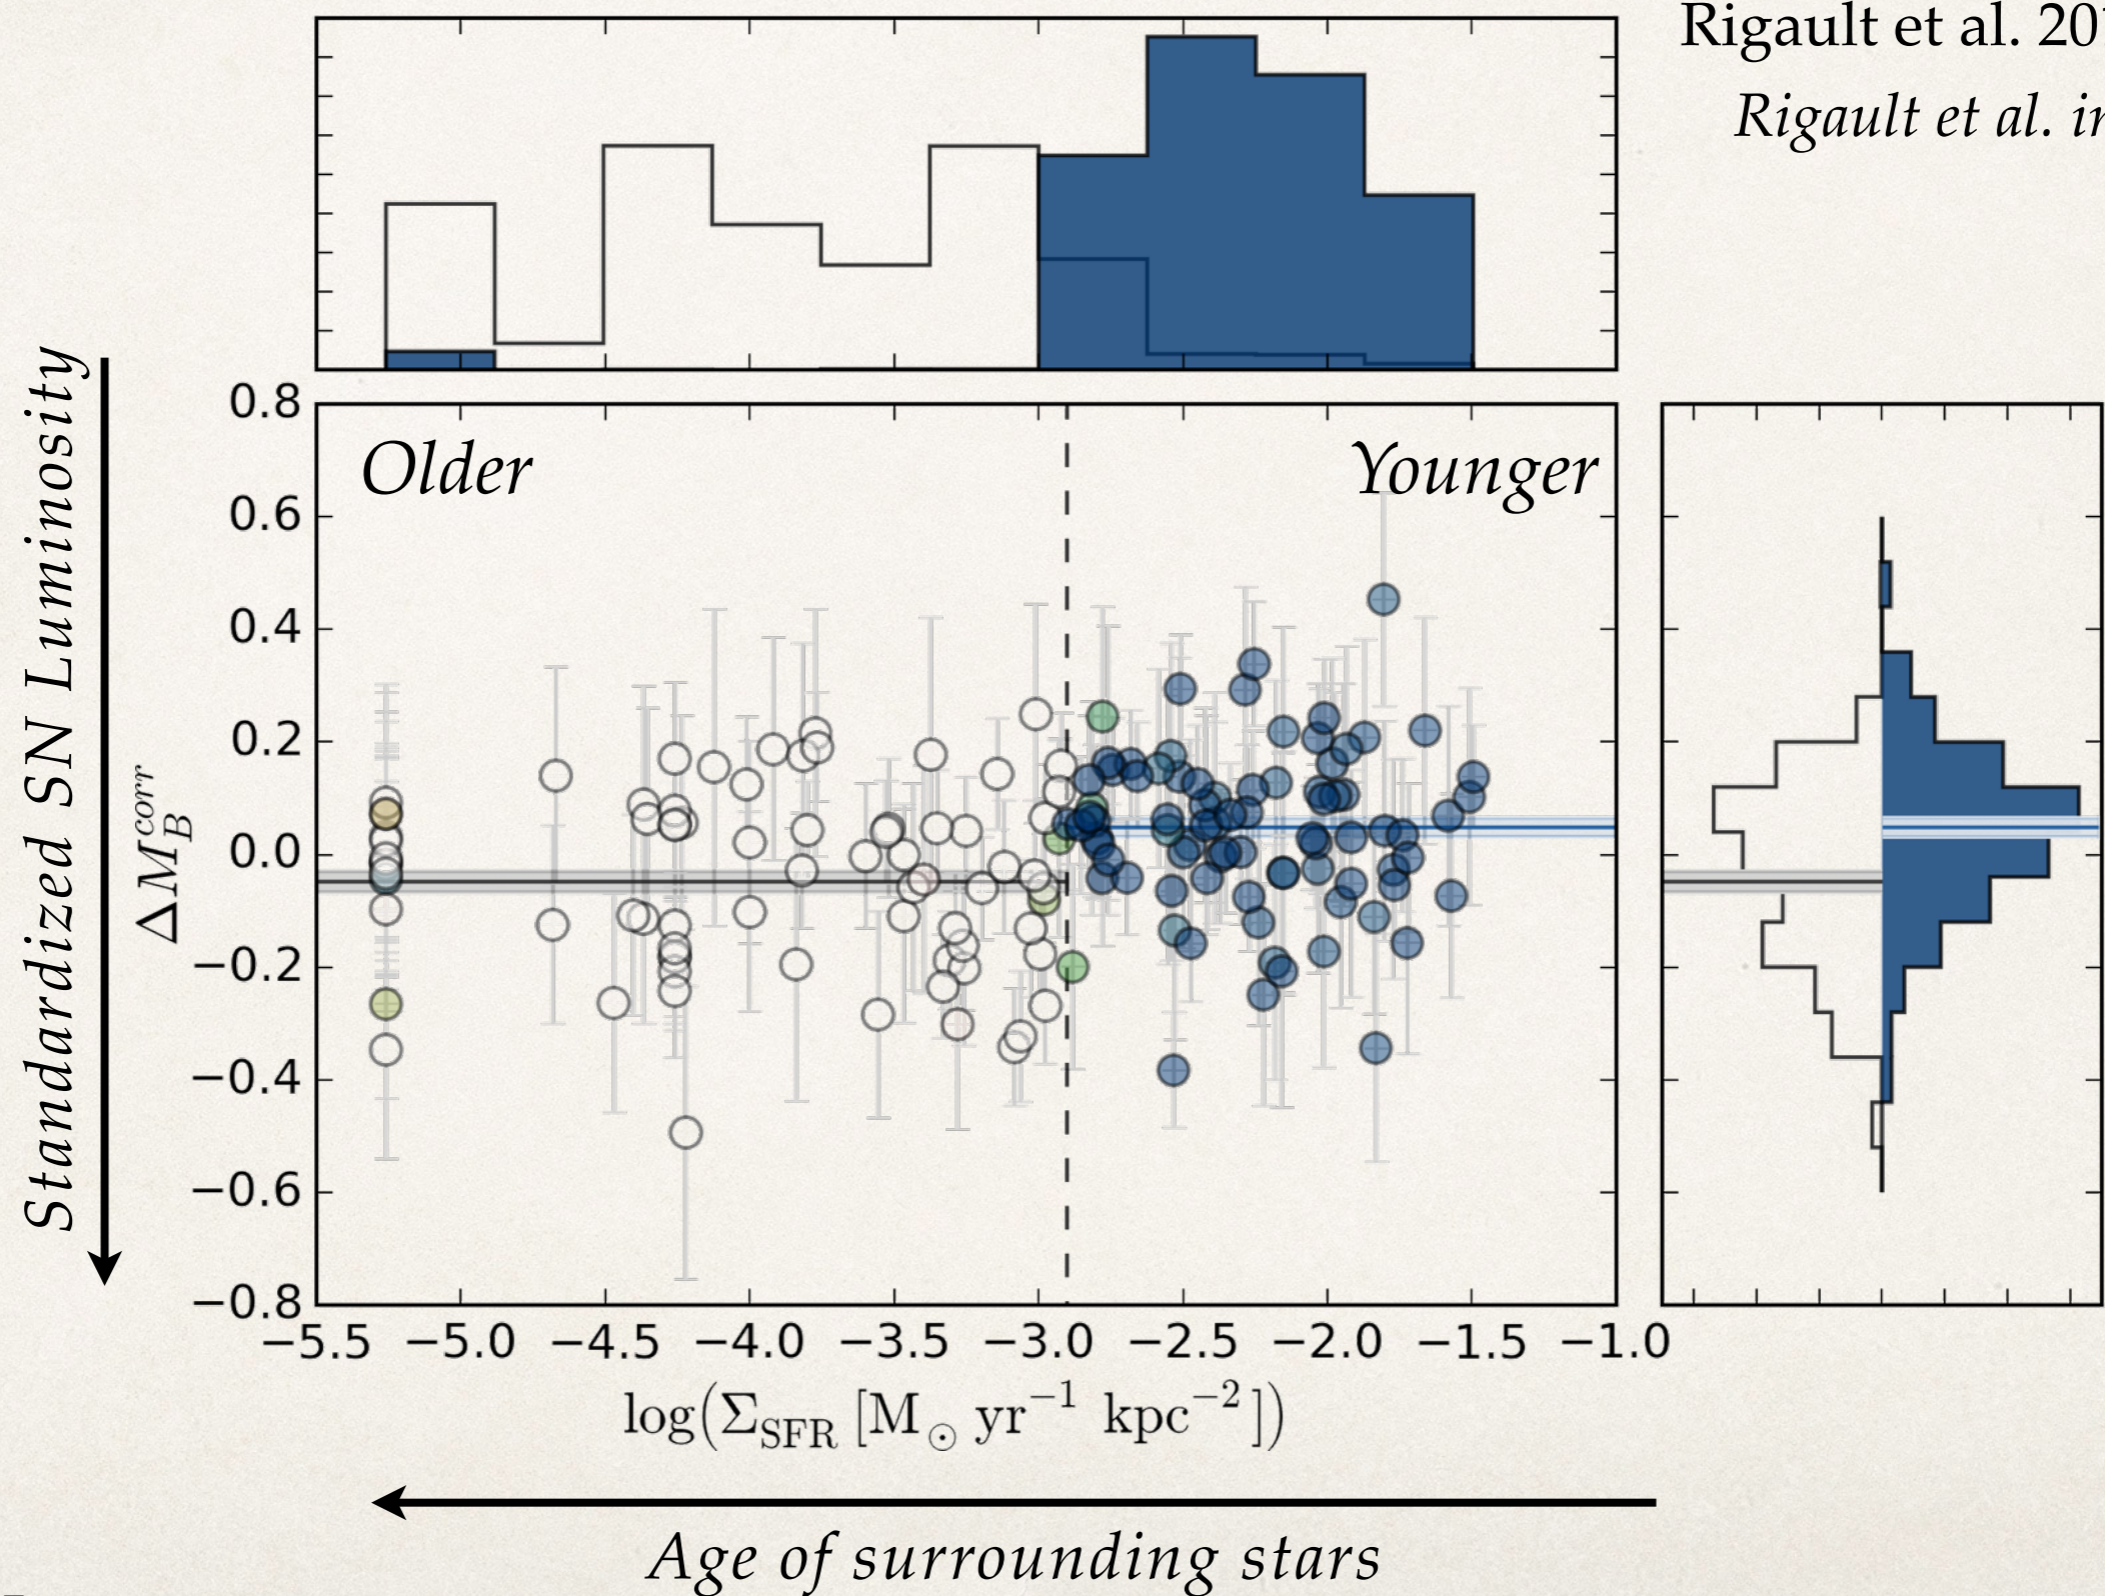 Rigault et al. 201
Rigault et al. in
Standardized SN Luminosity
ΔM_B^{corr}
0.8
0.6
0.4
0.2
0.0
−0.2
−0.4
−0.6
−0.8
Older
Younger
−5.5 −5.0 −4.5 −4.0 −3.5 −3.0 −2.5 −2.0 −1.5 −1.0
log(Σ_{SFR} [M_⊙ yr^{−1} kpc^{−2}])
Age of surrounding stars